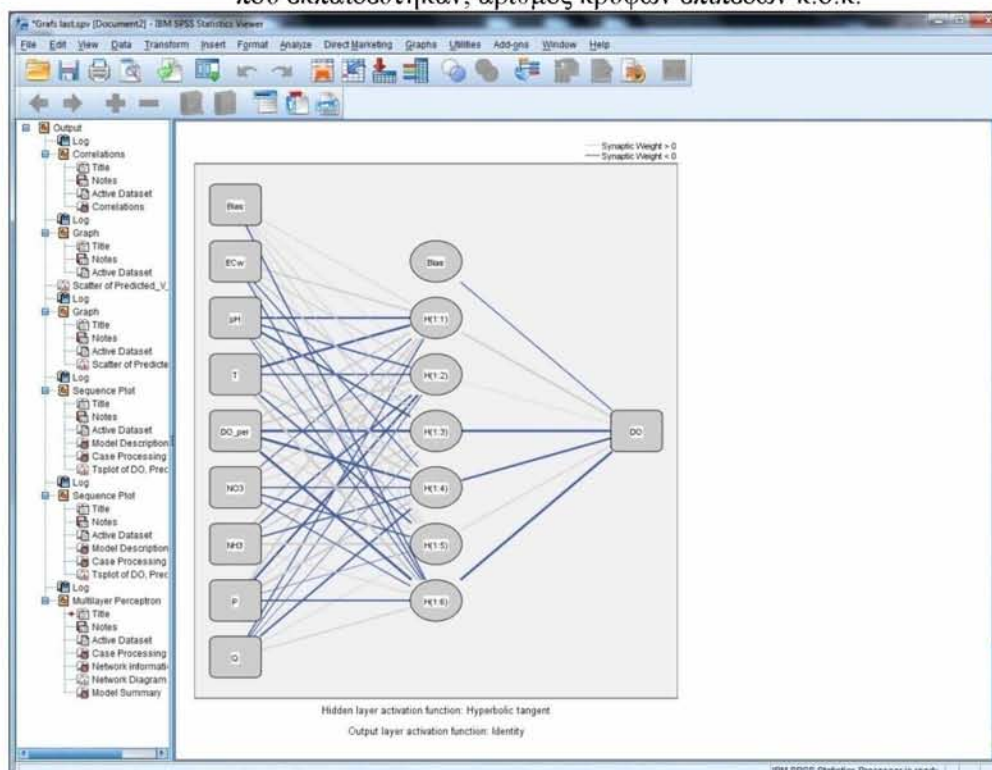 που εκπαιδεύτηκαν, αριθμός κρυφών επιπέδων κ.ο.κ.
*Grafs last.spv [Document2] - IBM SPSS Statistics Viewer
File Edit View Data Transform Insert Format Analyze Direct Marketing Graphs Utilities Add-ons Window Help
Output
Log
Correlations
Title
Notes
Active Dataset
Correlations
Log
Graph
Title
Notes
Active Dataset
Scatter of Predicted_V_
Log
Graph
Title
Notes
Active Dataset
Scatter of Predicte
Log
Sequence Plot
Title
Notes
Active Dataset
Model Description
Case Processing
Tsplot of DO, Prec
Log
Sequence Plot
Title
Notes
Active Dataset
Model Description
Case Processing
Tsplot of DO, Prec
Log
Multilayer Perceptron
Title
Notes
Active Dataset
Case Processing
Network Informati
Network Diagram
Model Summary
Synaptic Weight > 0
Synaptic Weight < 0
Bias
ECw
pH
T
DO_per
NO3
NH3
P
Q
Bias
H(1:1)
H(1:2)
H(1:3)
H(1:4)
H(1:5)
H(1:6)
DO
Hidden layer activation function: Hyperbolic tangent
Output layer activation function: Identity
IBM SPSS Statistics Processor is ready